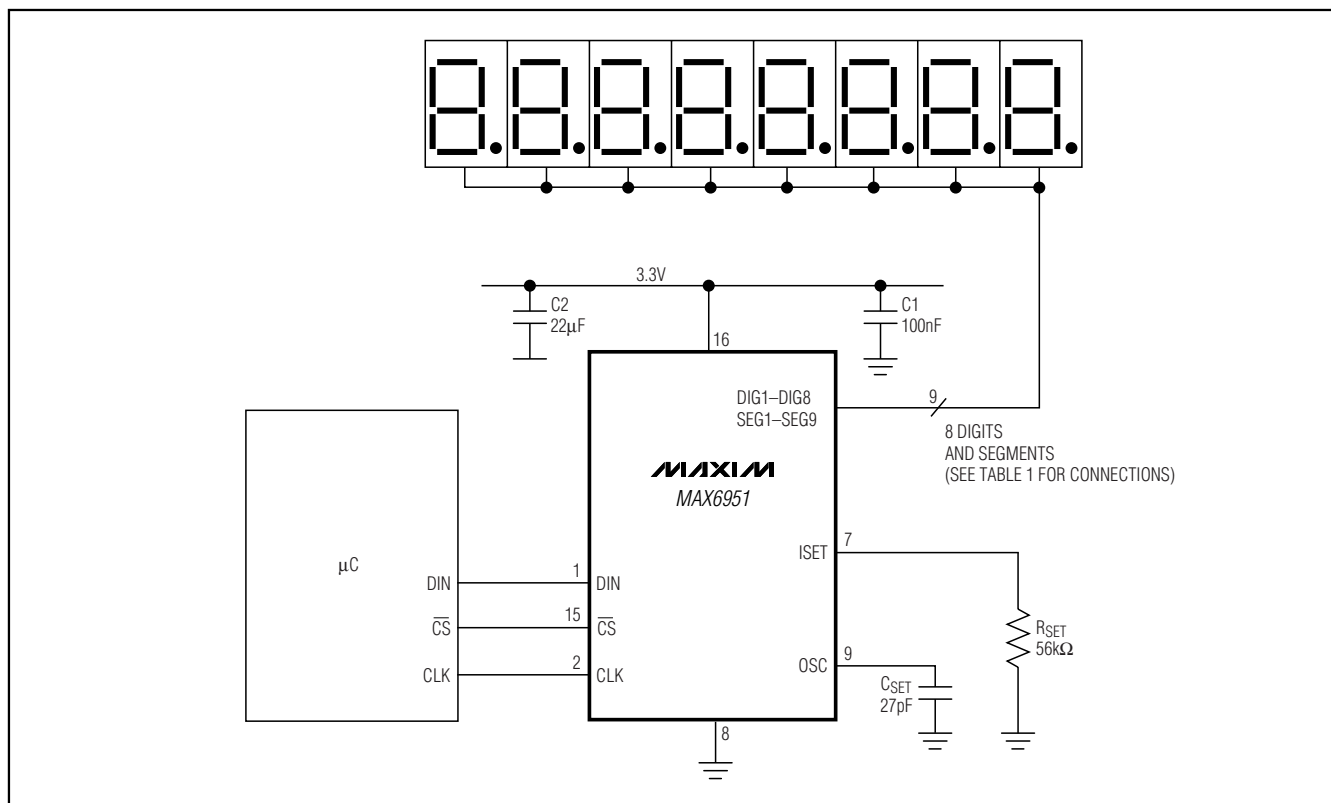 3.3V
C2
22μF
C1
100nF
16
DIG1–DIG8
SEG1–SEG9
9
8 DIGITS
AND SEGMENTS
(SEE TABLE 1 FOR CONNECTIONS)
MAXIM
MAX6951
μC
ISET
7
DIN
1
DIN
CS
15
CS
RSET
56kΩ
CLK
2
CLK
OSC
9
CSET
27pF
8